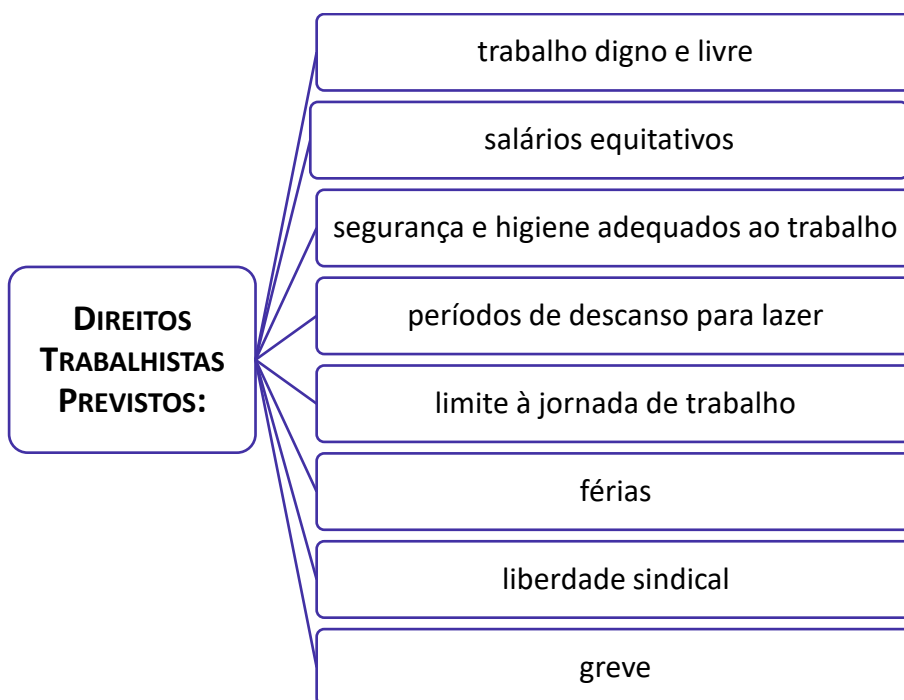 DIREITOS
TRABALHISTAS
PREVISTOS:
trabalho digno e livre
salários equitativos
segurança e higiene adequados ao trabalho
períodos de descanso para lazer
limite à jornada de trabalho
férias
liberdade sindical
greve